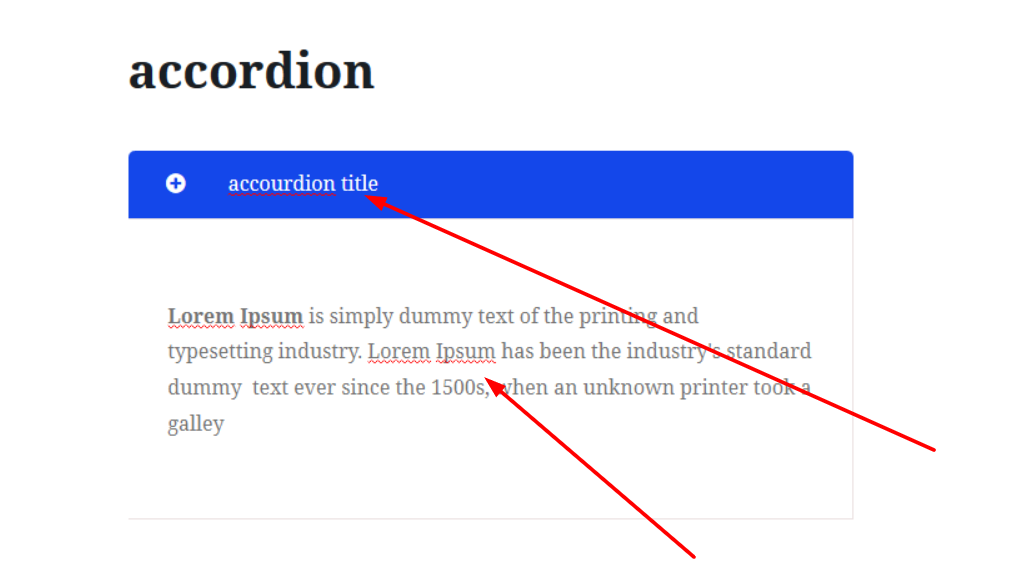 accordion
accourdion title
Lorem Ipsum is simply dummy text of the printing and
typesetting industry. Lorem Ipsum has been the industry's standard
dummy  text ever since the 1500s, when an unknown printer took a
galley